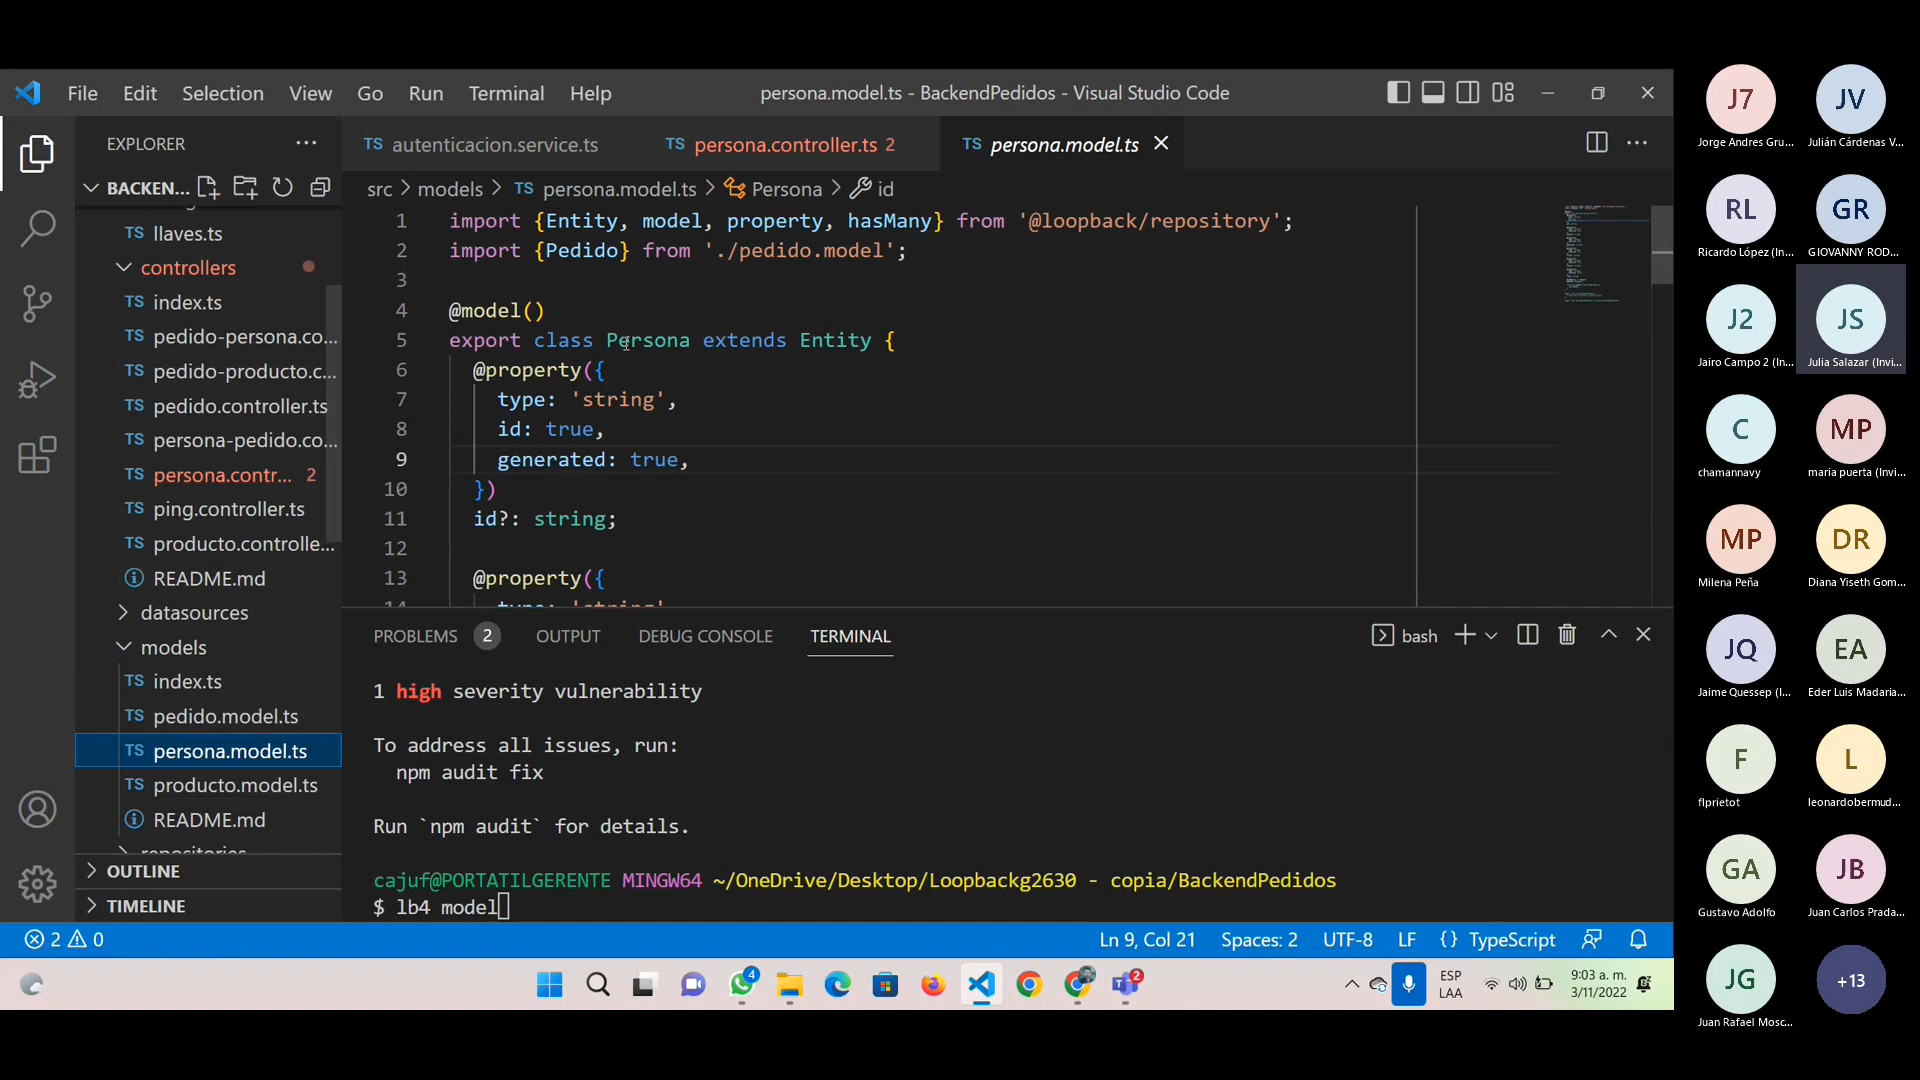 File Edit Selection View Go Run Terminal Help
persona.model.ts - BackendPedidos - Visual Studio Code
EXPLORER
TS autenticacion.service.ts
TS persona.controller.ts 2
TS persona.model.ts
BACKEN...
src > models > TS persona.model.ts > Persona > id
TS llaves.ts
controllers
TS index.ts
TS pedido-persona.co...
TS pedido-producto.c...
TS pedido.controller.ts
TS persona-pedido.co...
TS persona.contr... 2
TS ping.controller.ts
TS producto.controlle...
README.md
datasources
models
TS index.ts
TS pedido.model.ts
TS persona.model.ts
TS producto.model.ts
README.md
repositories
OUTLINE
TIMELINE
1 import {Entity, model, property, hasMany} from '@loopback/repository';
2 import {Pedido} from './pedido.model';
3
4 @model()
5 export class Persona extends Entity {
6 @property({
7 type: 'string',
8 id: true,
9 generated: true,
10 })
11 id?: string;
12
13 @property({
14 type: 'string'
PROBLEMS 2 OUTPUT DEBUG CONSOLE TERMINAL
bash
1 high severity vulnerability
To address all issues, run:
npm audit fix
Run `npm audit` for details.
cajuf@PORTATILGERENTE MINGW64 ~/OneDrive/Desktop/Loopbackg2630 - copia/BackendPedidos
$ lb4 model
2 0
Ln 9, Col 21 Spaces: 2 UTF-8 LF {} TypeScript
4
2
ESP
LAA
9:03 a. m.
3/11/2022
J7
Jorge Andres Gru...
JV
Julián Cárdenas V...
RL
Ricardo López (In...
GR
GIOVANNY ROD...
J2
Jairo Campo 2 (In...
JS
Julia Salazar (Invi...
C
chamannavy
MP
maria puerta (Invi...
MP
Milena Peña
DR
Diana Yiseth Gom...
JQ
Jaime Quessep (I...
EA
Eder Luis Madaria...
F
flprietot
L
leonardobermud...
GA
Gustavo Adolfo
JB
Juan Carlos Prada...
JG
Juan Rafael Mosc...
+13